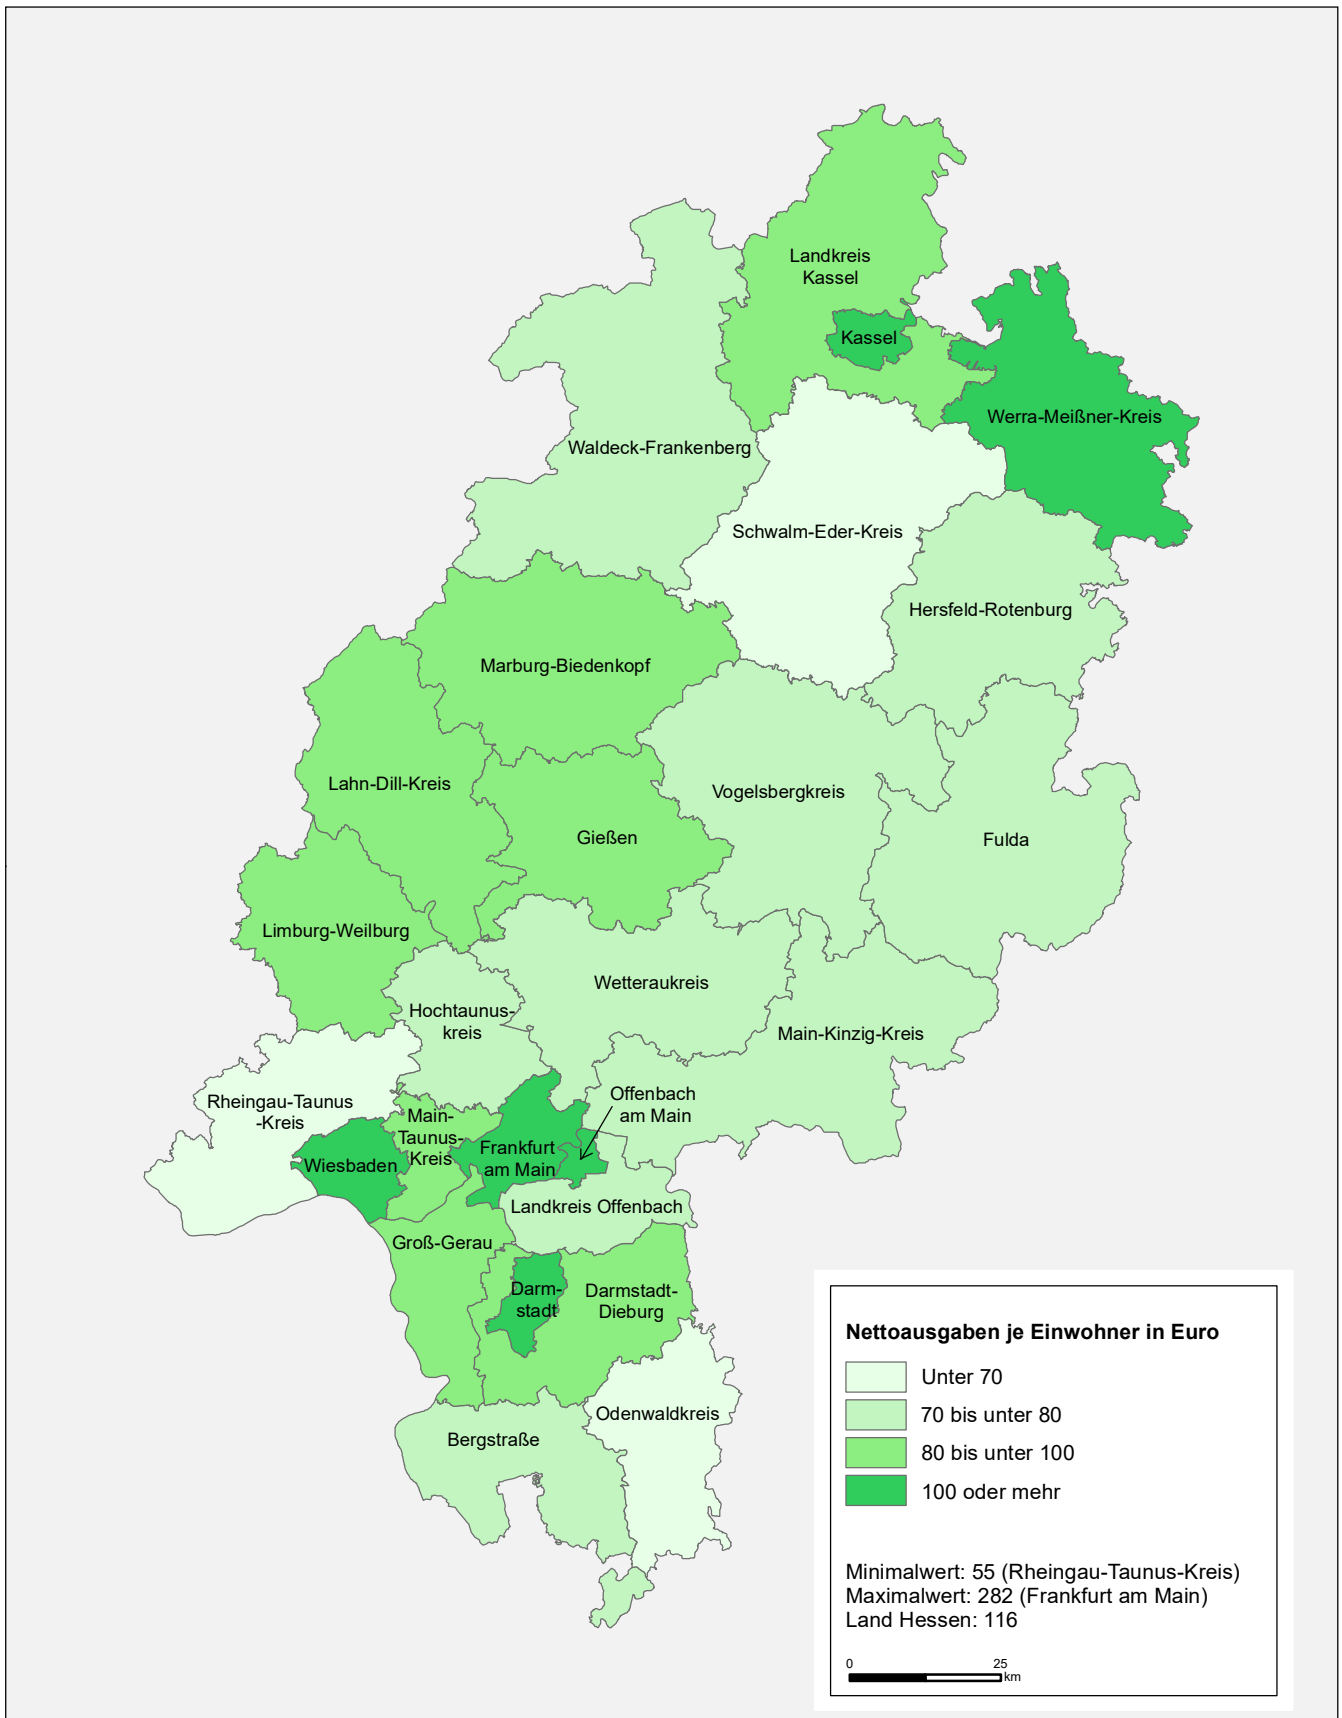 Landkreis
Kassel
Kassel
Werra-Meißner-Kreis
Waldeck-Frankenberg
Schwalm-Eder-Kreis
Hersfeld-Rotenburg
Marburg-Biedenkopf
Lahn-Dill-Kreis
Vogelsbergkreis
Gießen
Fulda
Limburg-Weilburg
Wetteraukreis
Hochtaunus-
kreis
Main-Kinzig-Kreis
Offenbach
am Main
Rheingau-Taunus
-Kreis
Main-
Taunus-
Kreis
Frankfurt
am Main
Wiesbaden
Landkreis Offenbach
Groß-Gerau
Darm-
stadt
Darmstadt-
Dieburg
Odenwaldkreis
Bergstraße
Nettoausgaben je Einwohner in Euro
Unter 70
70 bis unter 80
80 bis unter 100
100 oder mehr
Minimalwert: 55 (Rheingau-Taunus-Kreis)
Maximalwert: 282 (Frankfurt am Main)
Land Hessen: 116
0 25
km